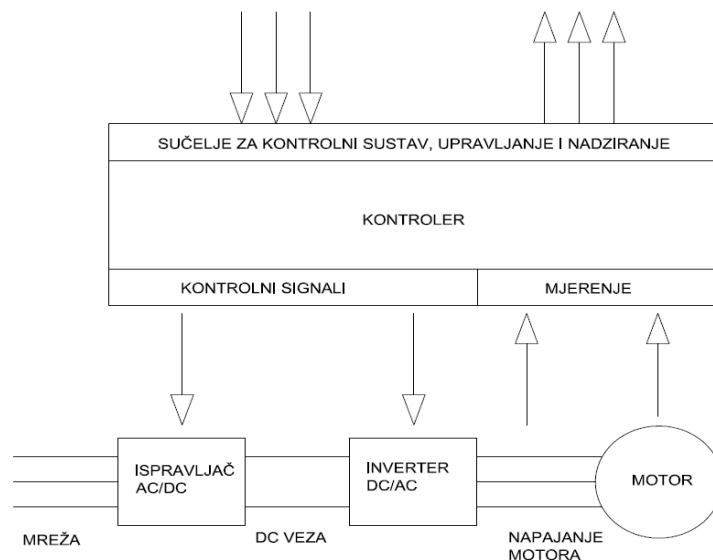 SUČELJE ZA KONTROLNI SUSTAV, UPRAVLJANJE I NADZIRANJE
KONTROLER
KONTROLNI SIGNALI
MJERENJE
ISPRAVLJAČ
AC/DC
INVERTER
DC/AC
MOTOR
MREŽA
DC VEZA
NAPAJANJE
MOTORA